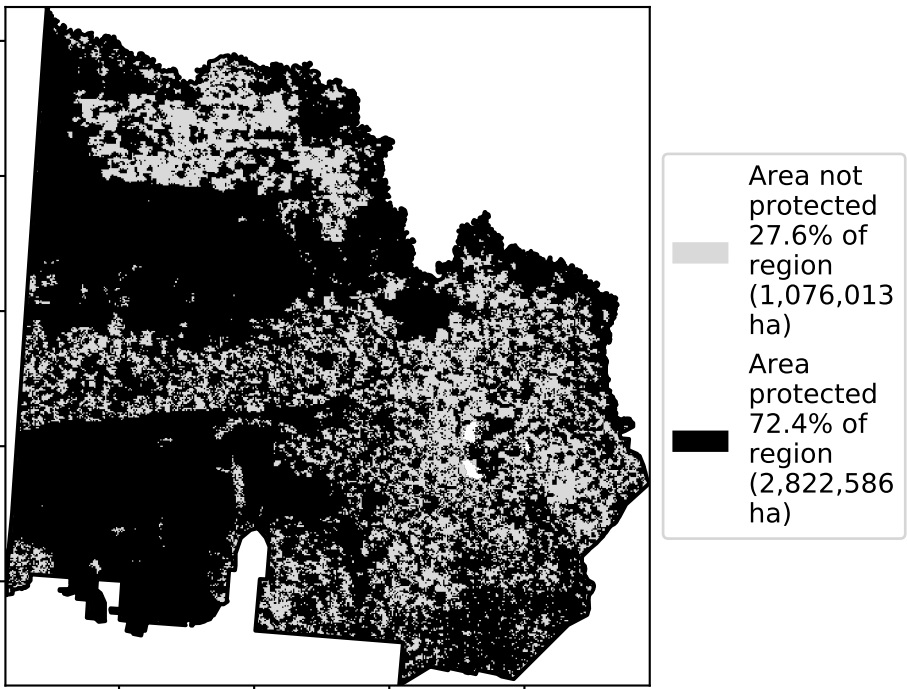 Area not
protected
27.6% of
region
(1,076,013
ha)
Area
protected
72.4% of
region
(2,822,586
ha)